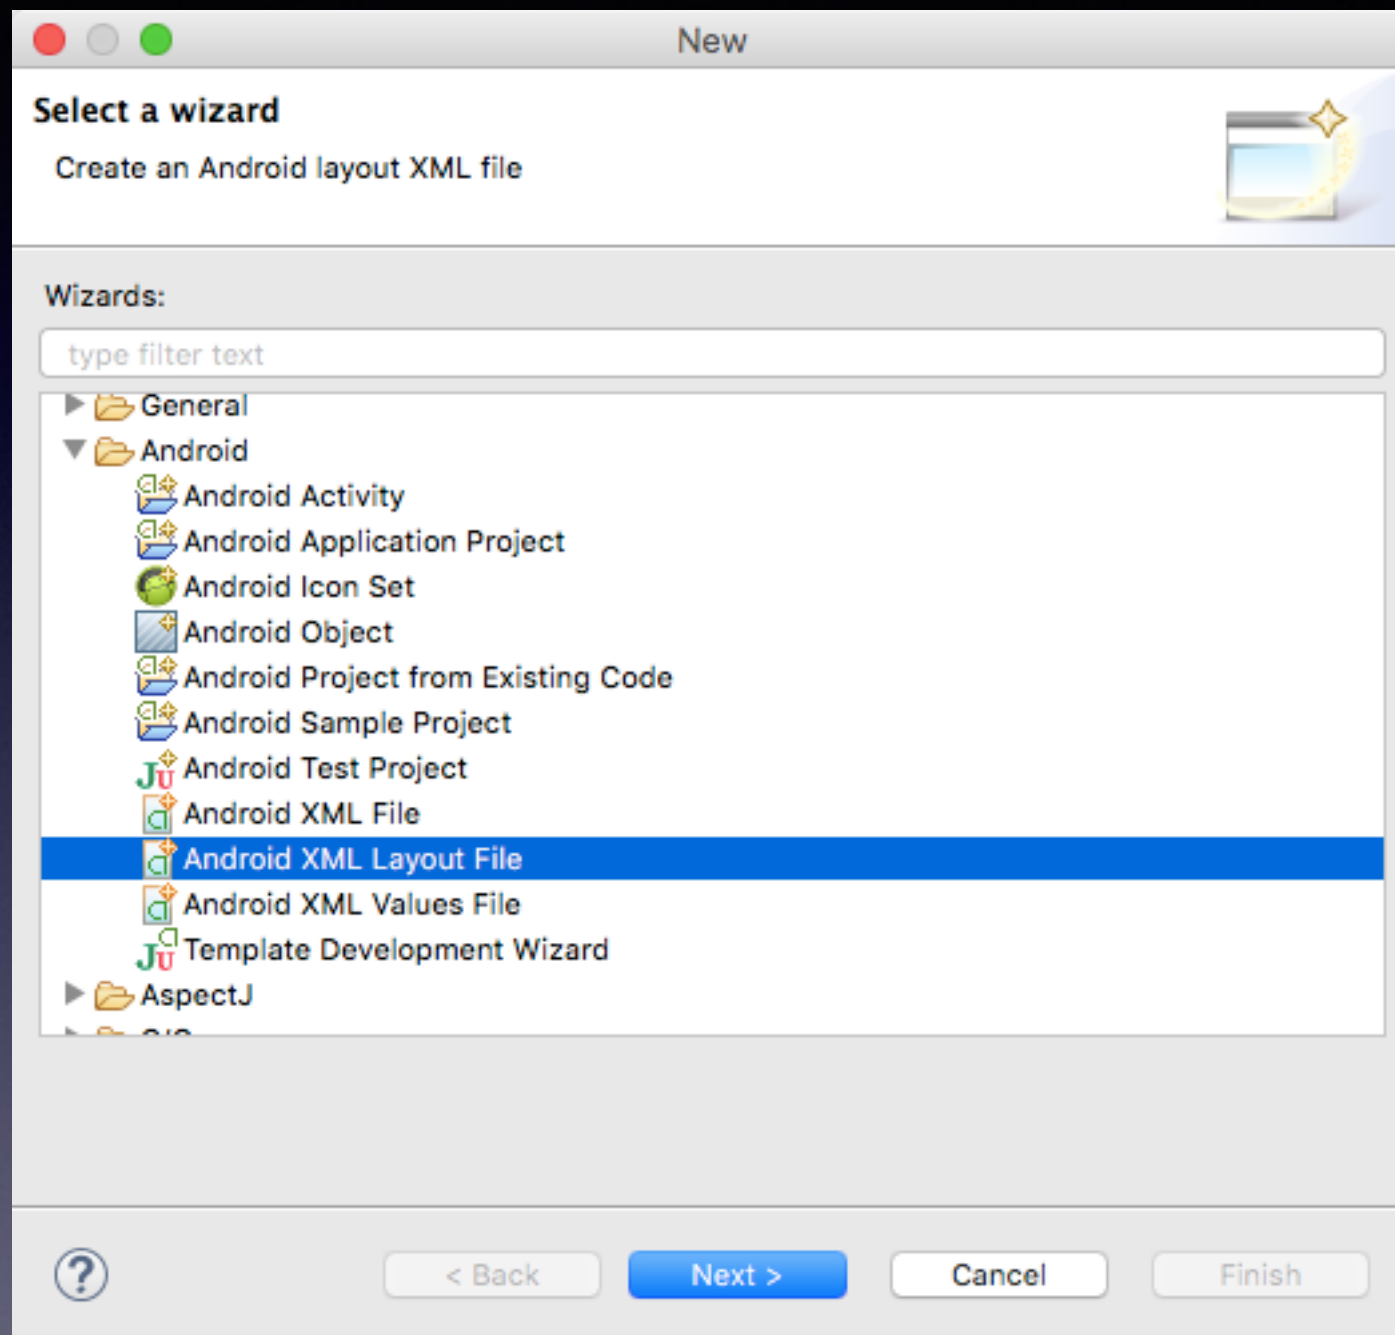 New
Select a wizard
Create an Android layout XML file
Wizards:
type filter text
General
Android
Android Activity
Android Application Project
Android Icon Set
Android Object
Android Project from Existing Code
Android Sample Project
Android Test Project
Android XML File
Android XML Layout File
Android XML Values File
Template Development Wizard
AspectJ
? < Back Next > Cancel Finish